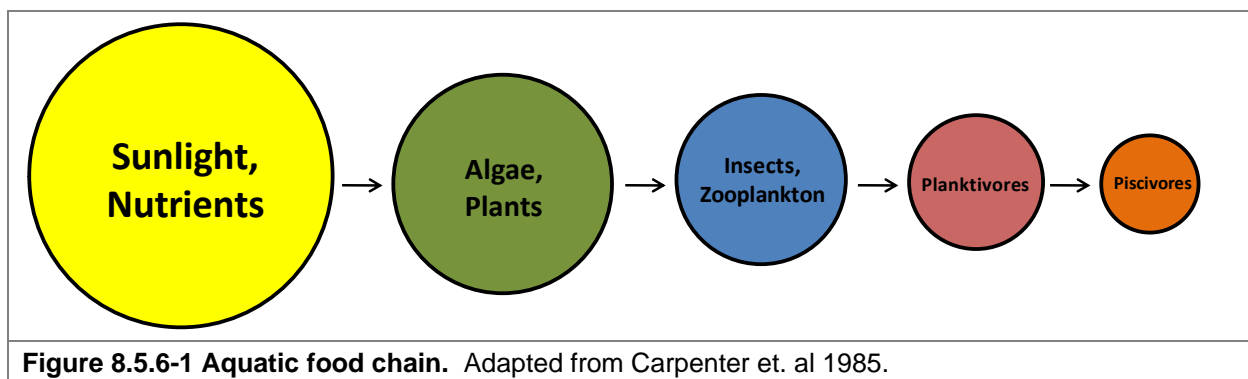 Sunlight,
Nutrients
Algae,
Plants
Insects,
Zooplankton
Planktivores
Piscivores
Figure 8.5.6-1 Aquatic food chain. Adapted from Carpenter et. al 1985.